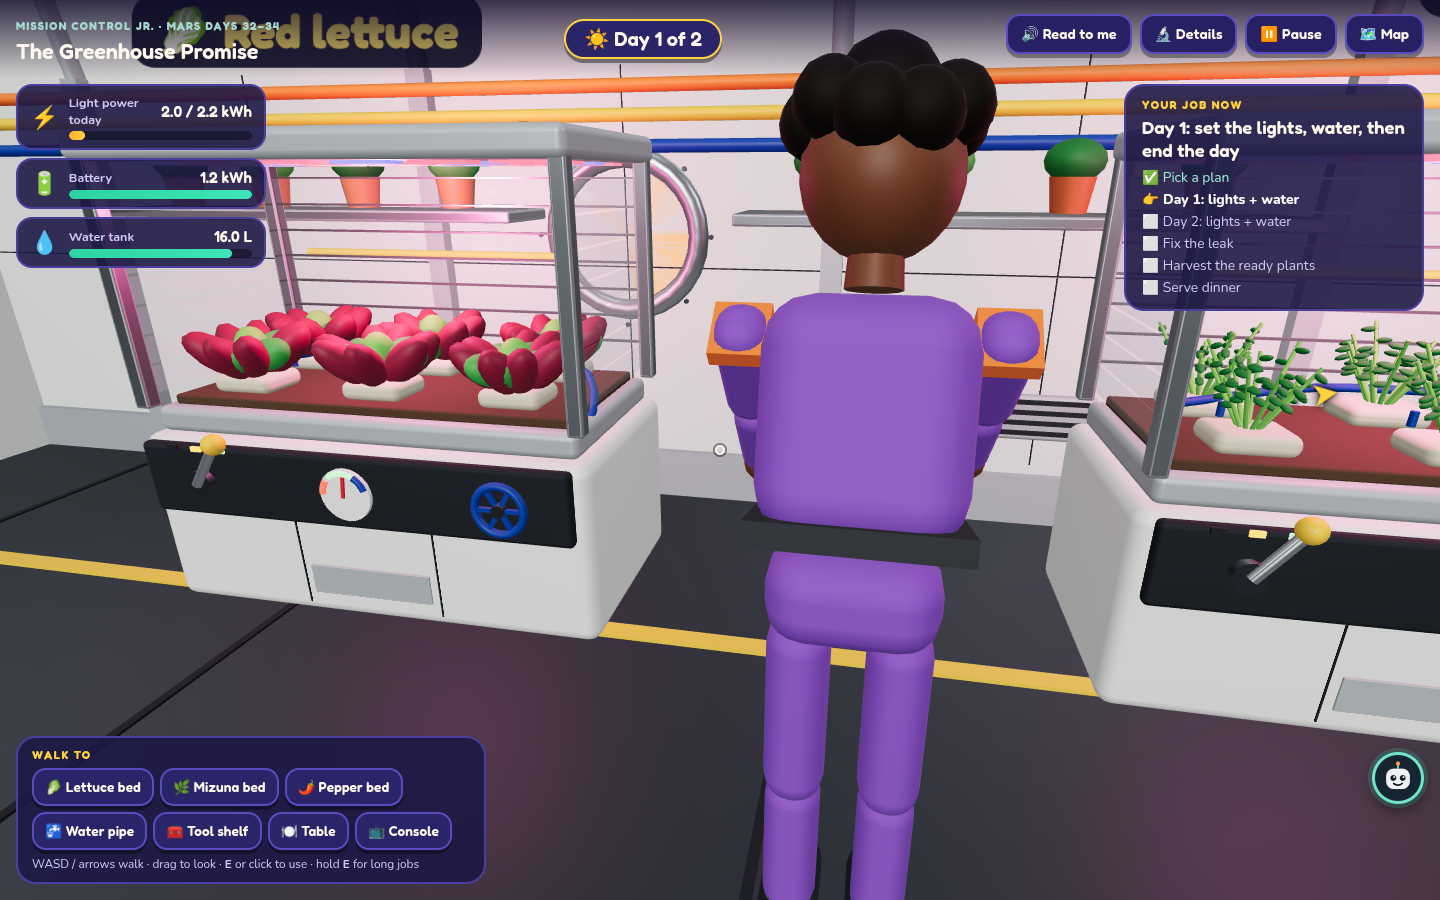 MISSION CONTROL JR. · MARS DAYS 32–34
The Greenhouse Promise
Red lettuce
☀️ Day 1 of 2
🔊 Read to me
🔬 Details
⏸️ Pause
🗺️ Map
Light power today
2.0 / 2.2 kWh
Battery
1.2 kWh
Water tank
16.0 L
YOUR JOB NOW
Day 1: set the lights, water, then
end the day
✅ Pick a plan
👉 Day 1: lights + water
⬜ Day 2: lights + water
⬜ Fix the leak
⬜ Harvest the ready plants
⬜ Serve dinner
WALK TO
🥬 Lettuce bed
🌿 Mizuna bed
🌶️ Pepper bed
🚰 Water pipe
🧰 Tool shelf
🍽️ Table
📺 Console
WASD / arrows walk · drag to look · E or click to use · hold E for long jobs